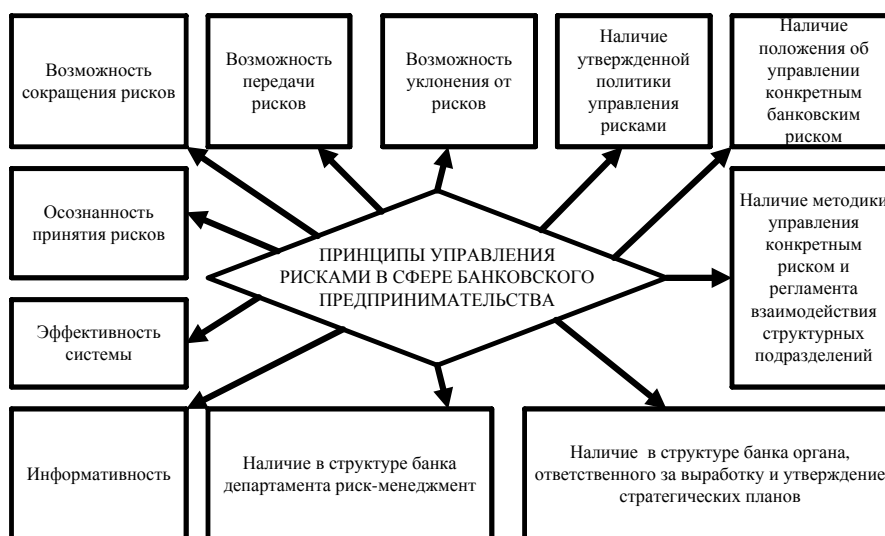 Возможность
сокращения рисков
Возможность
передачи
рисков
Возможность
уклонения от
рисков
Наличие
утвержденной
политики
управления
рисками
Наличие
положения об
управлении
конкретным
банковским
риском
Осознанность
принятия рисков
ПРИНЦИПЫ УПРАВЛЕНИЯ
РИСКАМИ В СФЕРЕ БАНКОВСКОГО
ПРЕДПРИНИМАТЕЛЬСТВА
Наличие методики
управления
конкретным
риском и
регламента
взаимодействия
структурных
подразделений
Эффективность
системы
Информативность
Наличие в структуре банка
департамента риск-менеджмент
Наличие в структуре банка органа,
ответственного за выработку и утверждение
стратегических планов